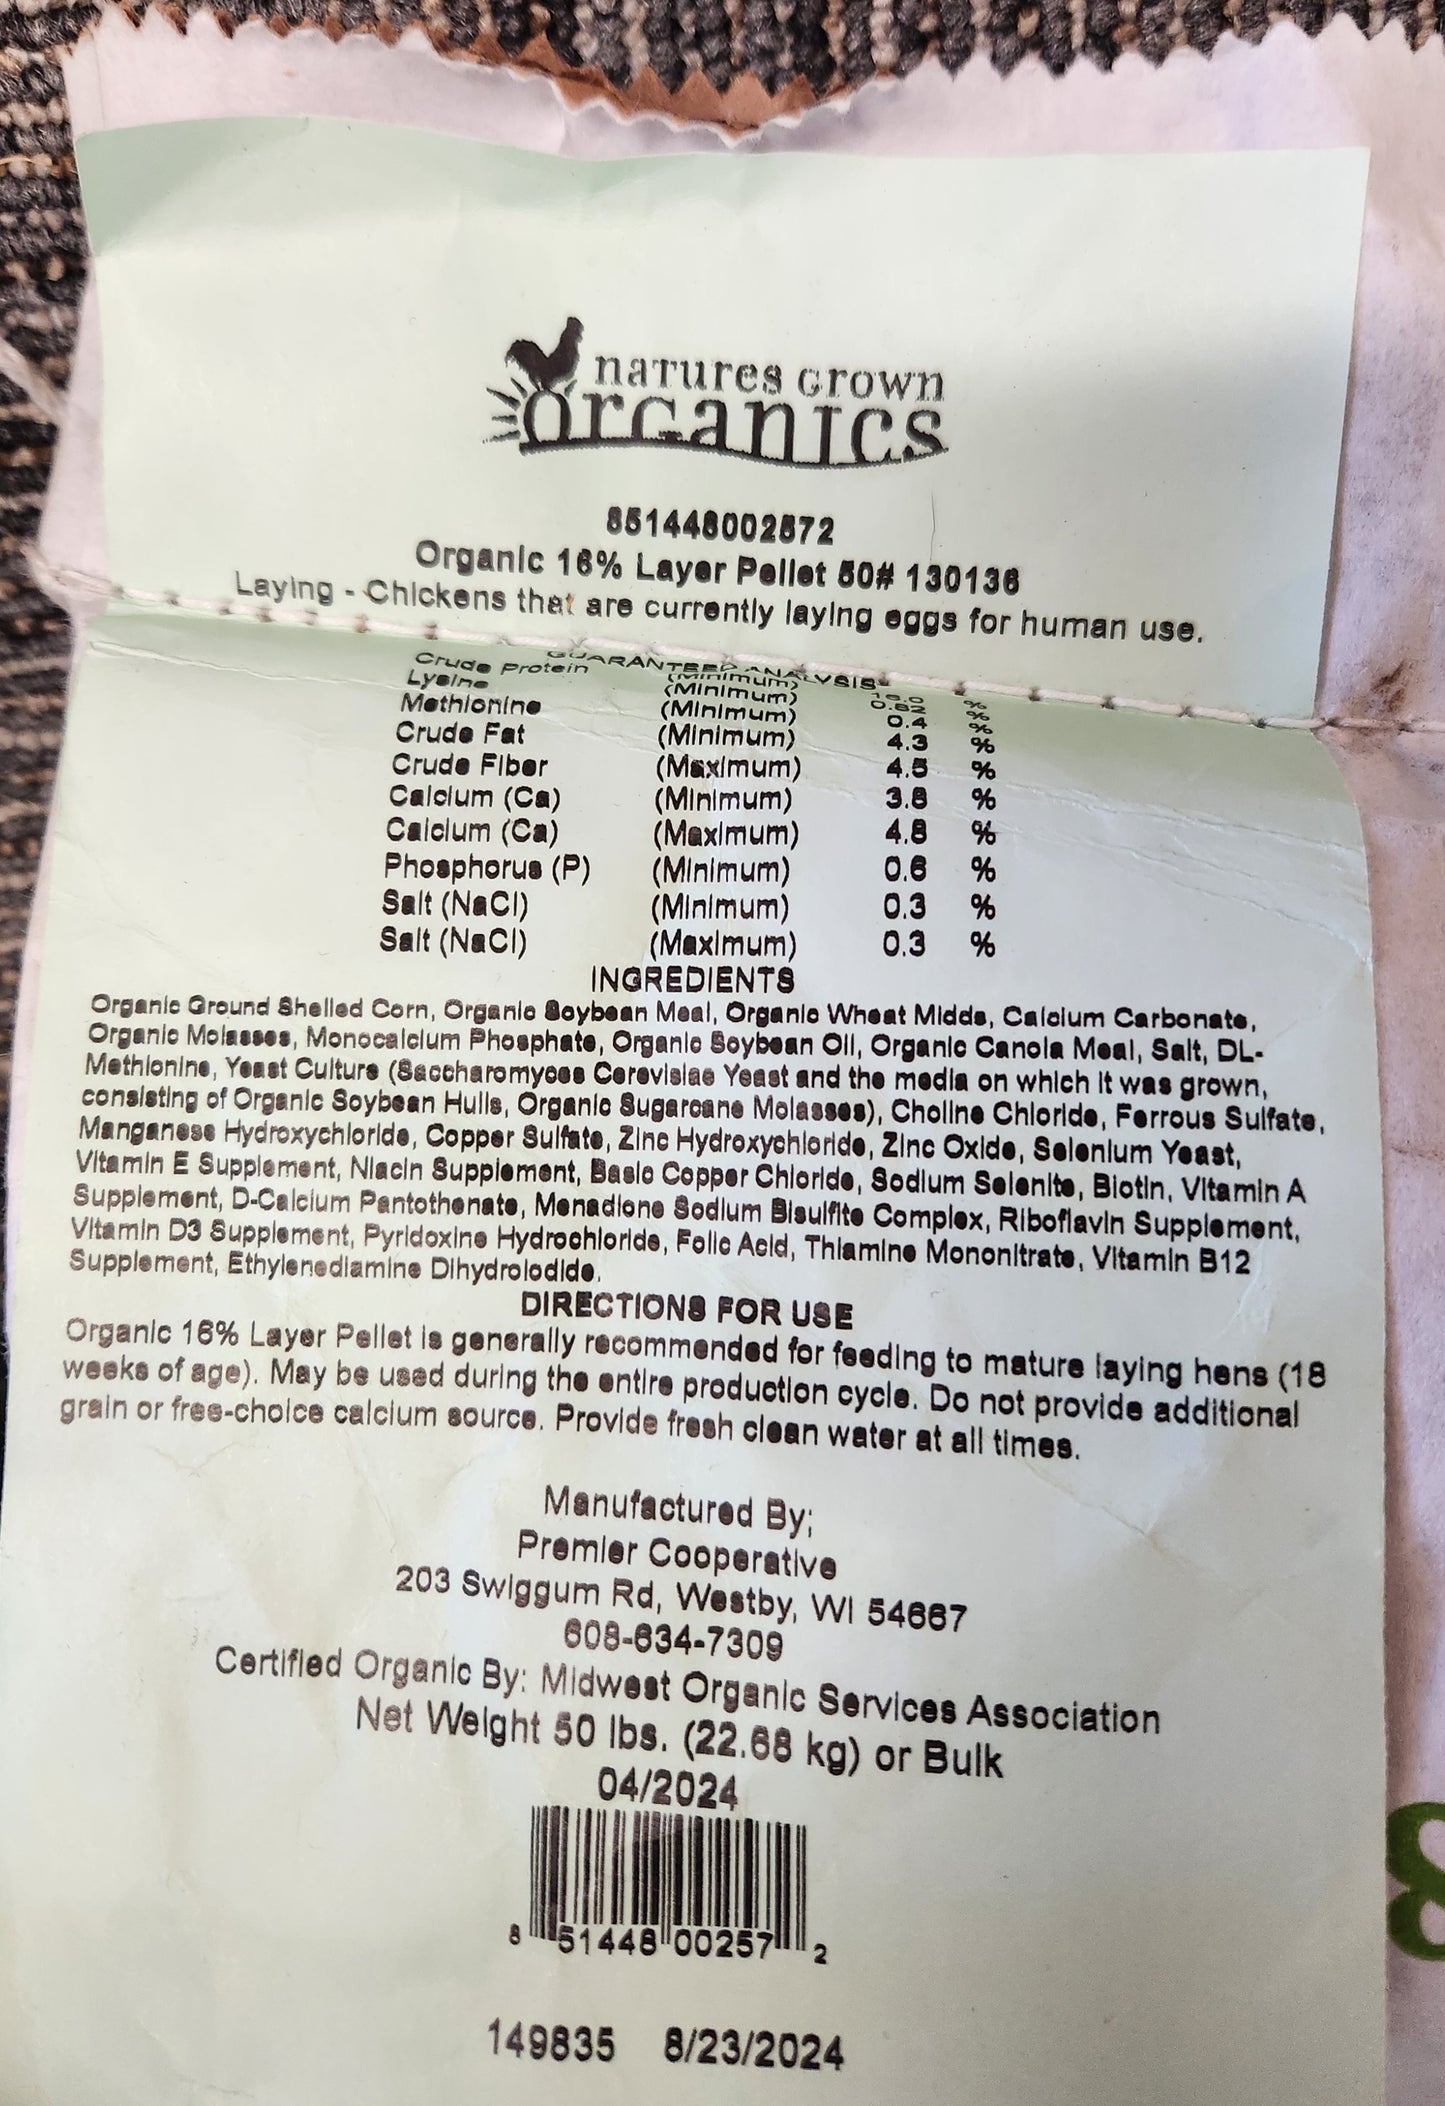 natures grown
organics
851448002572
Organic 16% Layer Pellet 50# 130136
Laying - Chickens that are currently laying eggs for human use.
GUARANTEED ANALYSIS
Crude Protein (Minimum) 16.0 %
Lysine (Minimum) 0.82 %
Methionine (Minimum) 0.4 %
Crude Fat (Minimum) 4.3 %
Crude Fiber (Maximum) 4.5 %
Calcium (Ca) (Minimum) 3.8 %
Calcium (Ca) (Maximum) 4.8 %
Phosphorus (P) (Minimum) 0.6 %
Salt (NaCl) (Minimum) 0.3 %
Salt (NaCl) (Maximum) 0.3 %
INGREDIENTS
Organic Ground Shelled Corn, Organic Soybean Meal, Organic Wheat Midds, Calcium Carbonate,
Organic Molasses, Monocalcium Phosphate, Organic Soybean Oil, Organic Canola Meal, Salt, DL-
Methionine, Yeast Culture (Saccharomyces Cerevisiae Yeast and the media on which it was grown,
consisting of Organic Soybean Hulls, Organic Sugarcane Molasses), Choline Chloride, Ferrous Sulfate,
Manganese Hydroxychloride, Copper Sulfate, Zinc Hydroxychloride, Zinc Oxide, Selenium Yeast,
Vitamin E Supplement, Niacin Supplement, Basic Copper Chloride, Sodium Selenite, Biotin, Vitamin A
Supplement, D-Calcium Pantothenate, Menadione Sodium Bisulfite Complex, Riboflavin Supplement,
Vitamin D3 Supplement, Pyridoxine Hydrochloride, Folic Acid, Thiamine Mononitrate, Vitamin B12
Supplement, Ethylenediamine Dihydroiodide.
DIRECTIONS FOR USE
Organic 16% Layer Pellet is generally recommended for feeding to mature laying hens (18
weeks of age). May be used during the entire production cycle. Do not provide additional
grain or free-choice calcium source. Provide fresh clean water at all times.
Manufactured By;
Premier Cooperative
203 Swiggum Rd, Westby, WI 54667
608-634-7309
Certified Organic By: Midwest Organic Services Association
Net Weight 50 lbs. (22.68 kg) or Bulk
04/2024
8 51448 00257 2
149835 8/23/2024